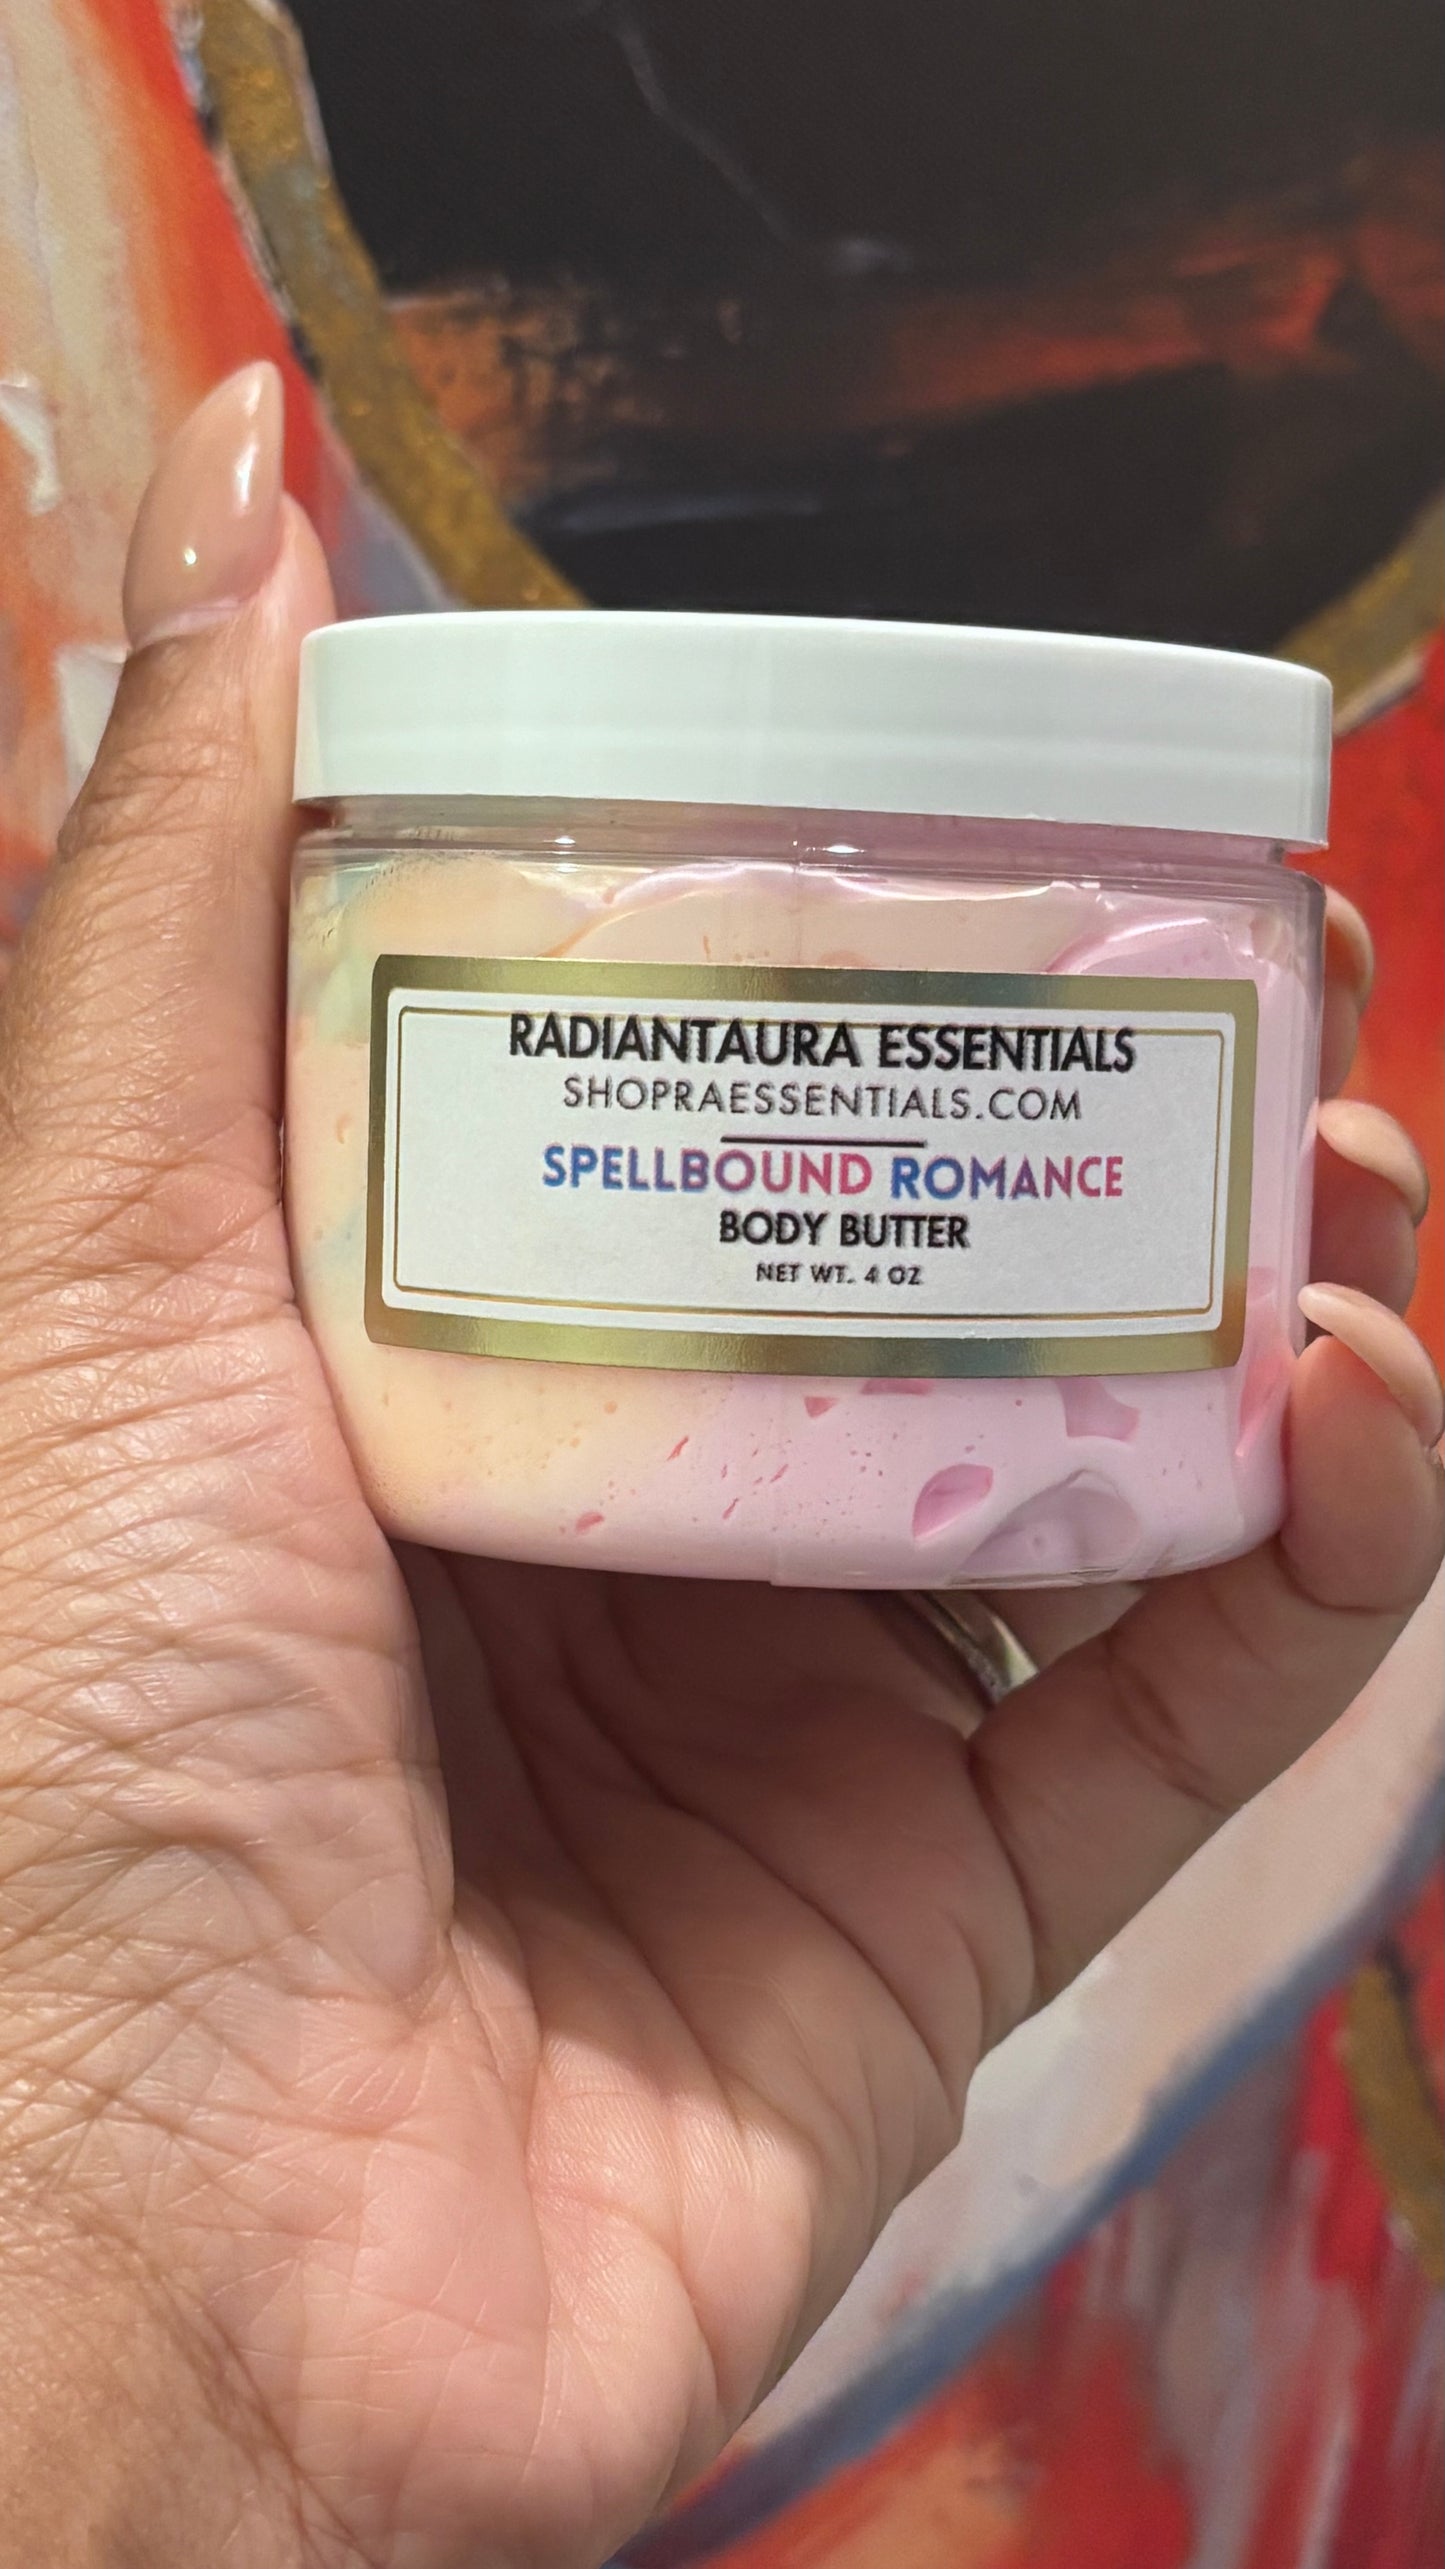 RADIANTAURA ESSENTIALS
SHOPRAESSENTIALS.COM
SPELLBOUND ROMANCE
BODY BUTTER
NET WT. 4 OZ